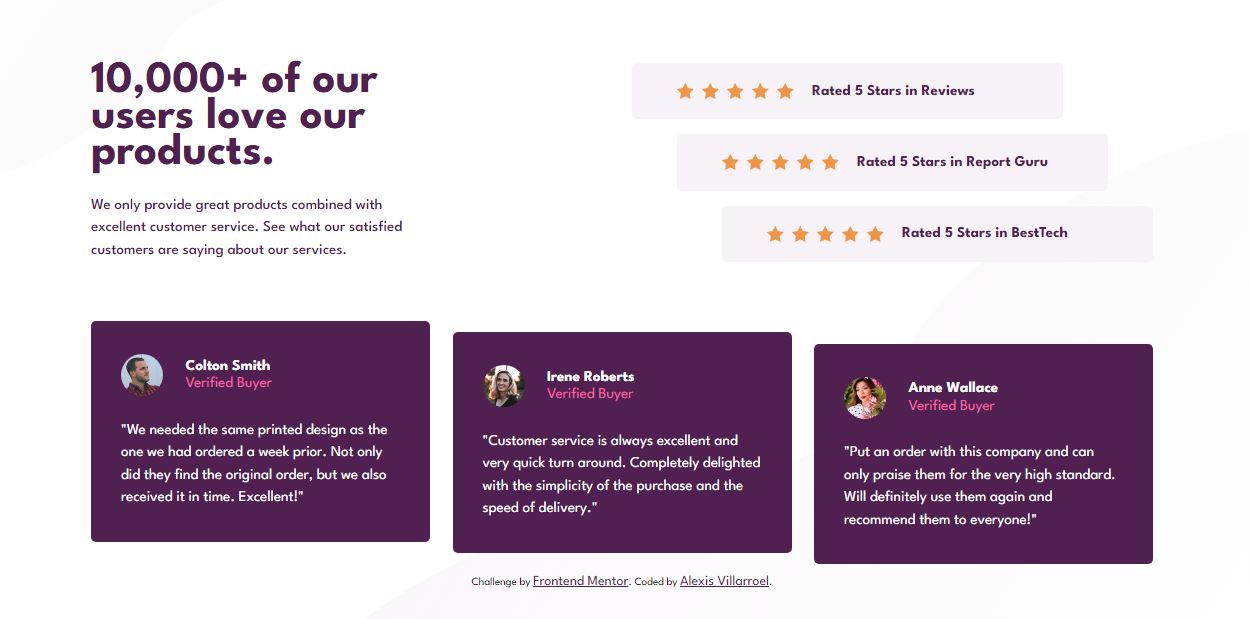 10,000+ of our
users love our
products.
We only provide great products combined with
excellent customer service. See what our satisfied
customers are saying about our services.
Rated 5 Stars in Reviews
Rated 5 Stars in Report Guru
Rated 5 Stars in BestTech
Colton Smith
Verified Buyer
"We needed the same printed design as the
one we had ordered a week prior. Not only
did they find the original order, but we also
received it in time. Excellent!"
Irene Roberts
Verified Buyer
"Customer service is always excellent and
very quick turn around. Completely delighted
with the simplicity of the purchase and the
speed of delivery."
Anne Wallace
Verified Buyer
"Put an order with this company and can
only praise them for the very high standard.
Will definitely use them again and
recommend them to everyone!"
Challenge by Frontend Mentor. Coded by Alexis Villarroel.